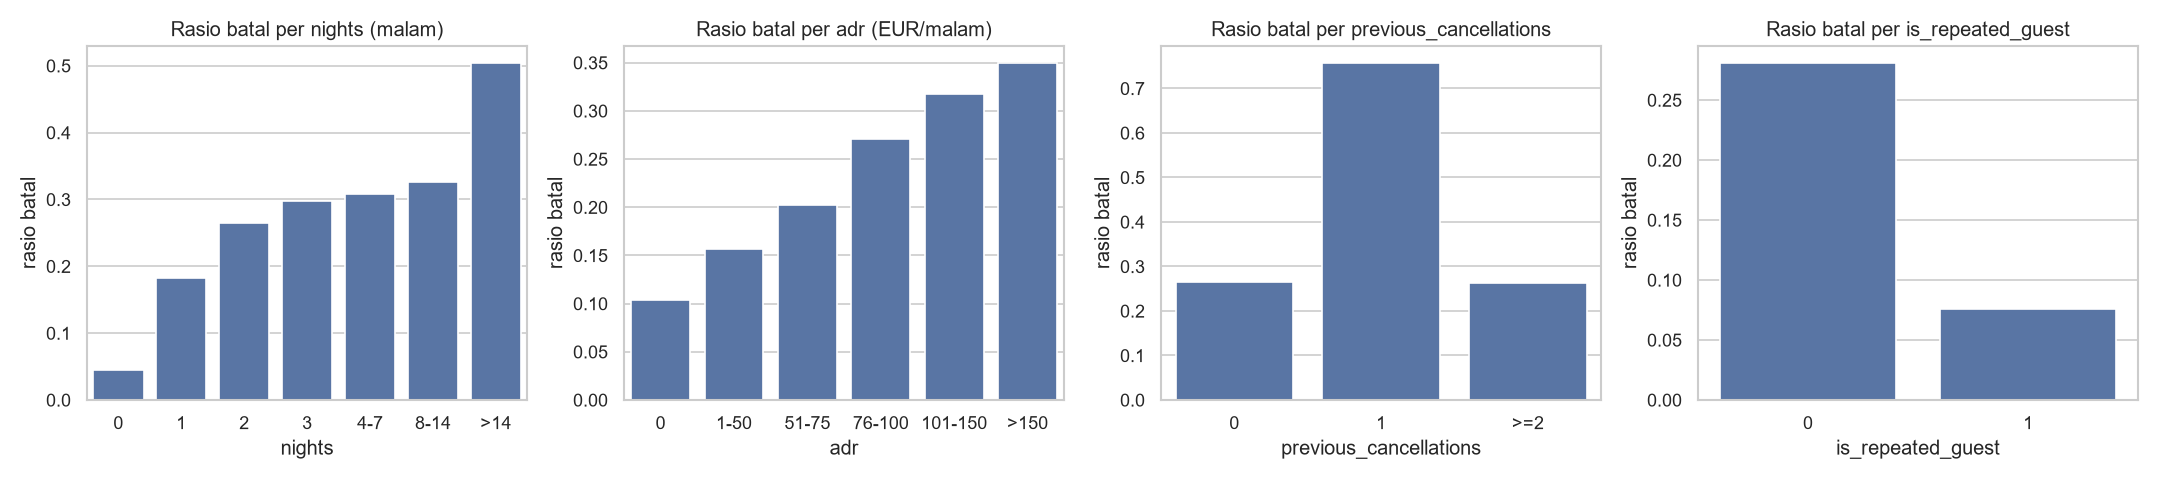 Rasio batal per nights (malam)
rasio batal
0.5
0.4
0.3
0.2
0.1
0.0
0 1 2 3 4-7 8-14 >14
nights
Rasio batal per adr (EUR/malam)
rasio batal
0.35
0.30
0.25
0.20
0.15
0.10
0.05
0.00
0 1-50 51-75 76-100 101-150 >150
adr
Rasio batal per previous_cancellations
rasio batal
0.7
0.6
0.5
0.4
0.3
0.2
0.1
0.0
0 1 >=2
previous_cancellations
Rasio batal per is_repeated_guest
rasio batal
0.25
0.20
0.15
0.10
0.05
0.00
0 1
is_repeated_guest